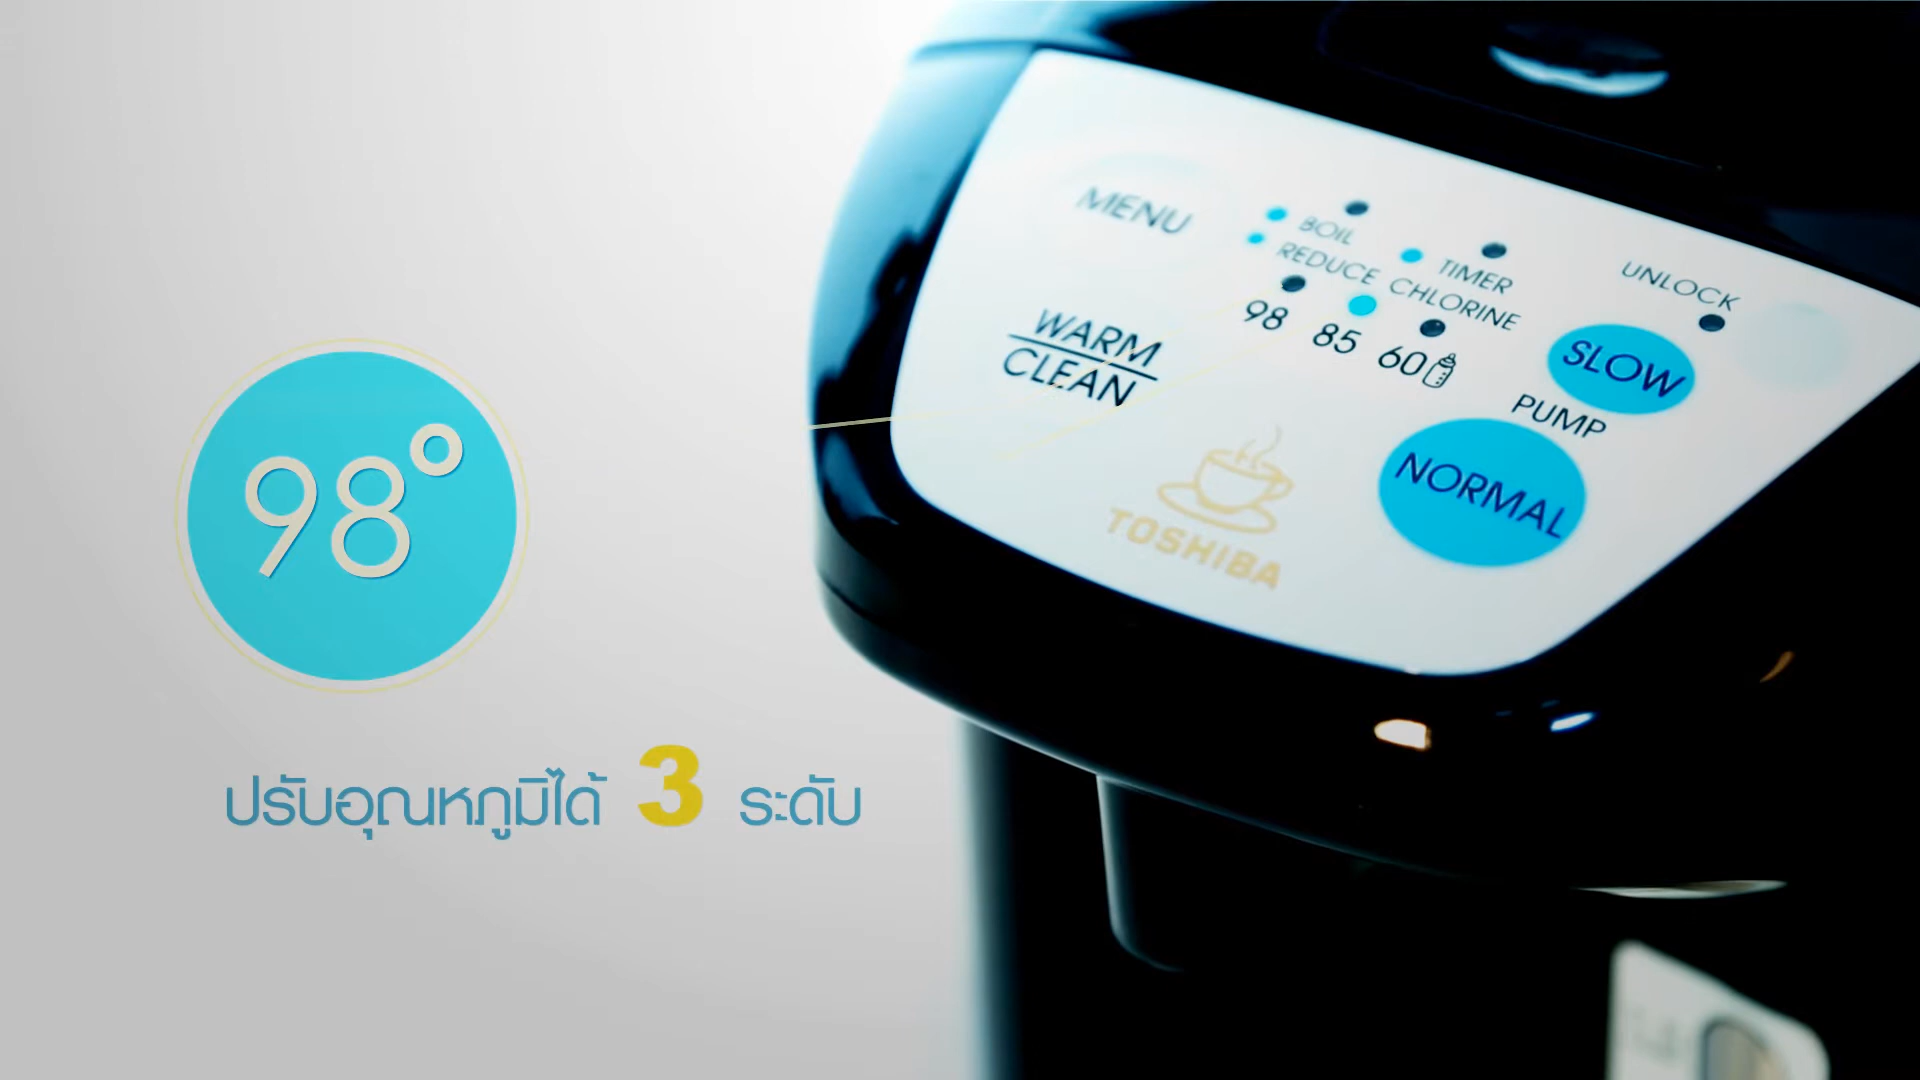 98°
ปรับอุณหภูมิได้ 3 ระดับ
MENU
BOIL
TIMER
REDUCE CHLORINE
UNLOCK
WARM
CLEAN
98 85 60
SLOW
PUMP
NORMAL
TOSHIBA